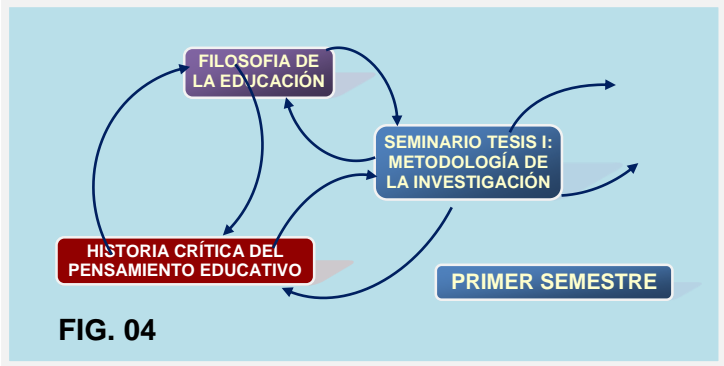 FILOSOFIA DE
LA EDUCACIÓN
SEMINARIO TESIS I:
METODOLOGÍA DE
LA INVESTIGACIÓN
HISTORIA CRÍTICA DEL
PENSAMIENTO EDUCATIVO
PRIMER SEMESTRE
FIG. 04